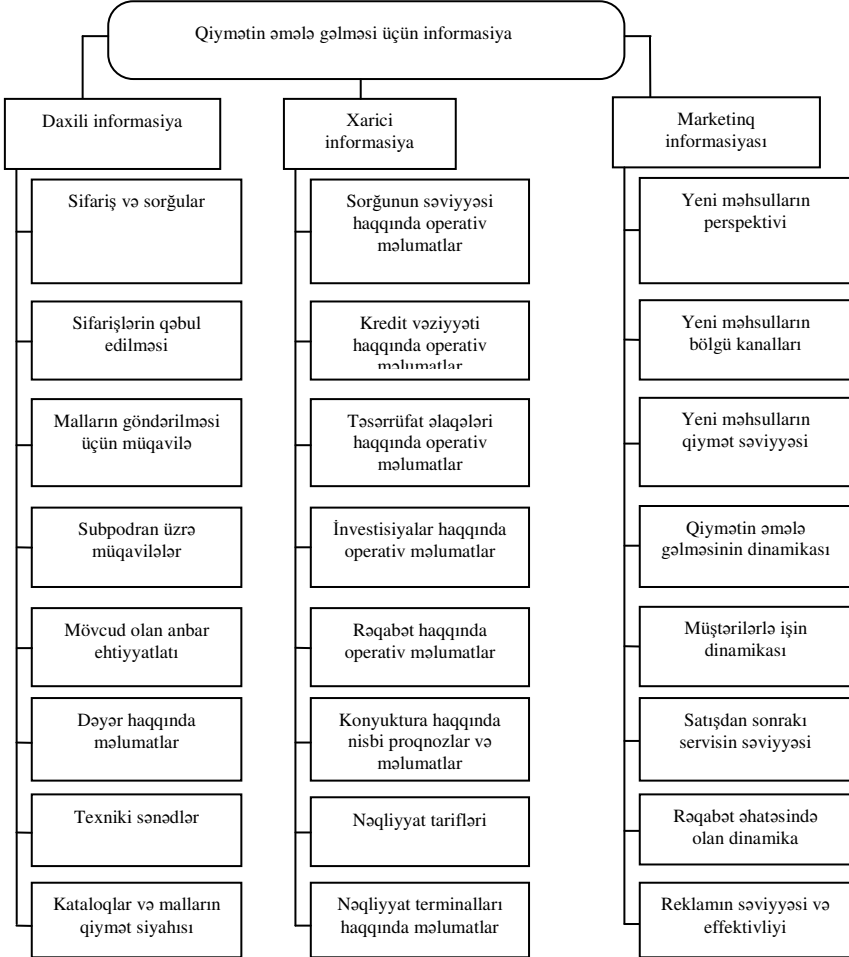 Qiymətin əmələ gəlməsi üçün informasiya
Daxili informasiya
Sifariş və sorğular
Sifarişlərin qəbul
edilməsi
Malların göndərilməsi
üçün müqavilə
Subpodran üzrə
müqavilələr
Mövcud olan anbar
ehtiyyatlatı
Dəyər haqqında
məlumatlar
Texniki sənədlər
Kataloqlar və malların
qiymət siyahısı
Xarici
informasiya
Sorğunun səviyyəsi
haqqında operativ
məlumatlar
Kredit vəziyyəti
haqqında operativ
məlumatlar
Təsərrüfat əlaqələri
haqqında operativ
məlumatlar
İnvestisiyalar haqqında
operativ məlumatlar
Rəqabət haqqında
operativ məlumatlar
Konyuktura haqqında
nisbi proqnozlar və
məlumatlar
Nəqliyyat tarifləri
Nəqliyyat terminalları
haqqında məlumatlar
Marketinq
informasiyası
Yeni məhsulların
perspektivi
Yeni məhsulların
bölgü kanalları
Yeni məhsulların
qiymət səviyyəsi
Qiymətin əmələ
gəlməsinin dinamikası
Müştərilərlə işin
dinamikası
Satışdan sonrakı
servisin səviyyəsi
Rəqabət əhatəsində
olan dinamika
Reklamın səviyyəsi və
effektivliyi